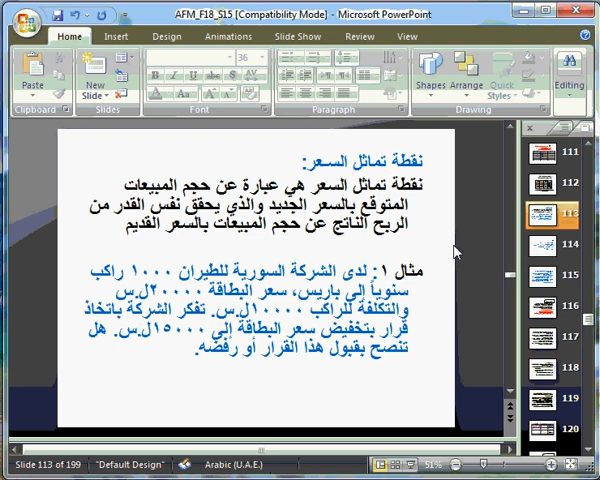 AFM_F18_S15 [Compatibility Mode] - Microsoft PowerPoint
Home Insert Design Animations Slide Show Review View
36
Paste New Slide Shapes Arrange Quick Styles Editing
Clipboard Slides Font Paragraph Drawing
نقطة تماثل السعر:
نقطة تماثل السعر هي عبارة عن حجم المبيعات
المتوقع بالسعر الجديد والذي يحقق نفس القدر من
الربح الناتج عن حجم المبيعات بالسعر القديم
مثال ١: لدى الشركة السورية للطيران ١٠٠٠ راكب
سنوياً إلى باريس، سعر البطاقة ٢٠٠٠٠ل.س
والتكلفة للراكب ١٠٠٠٠ل.س. تفكر الشركة باتخاذ
قرار بتخفيض سعر البطاقة إلى ١٥٠٠٠ل.س. هل
تنصح بقبول هذا القرار أو رفضه.
111
112
113
114
115
116
117
118
119
120
Slide 113 of 199 "Default Design" Arabic (U.A.E.) 51%